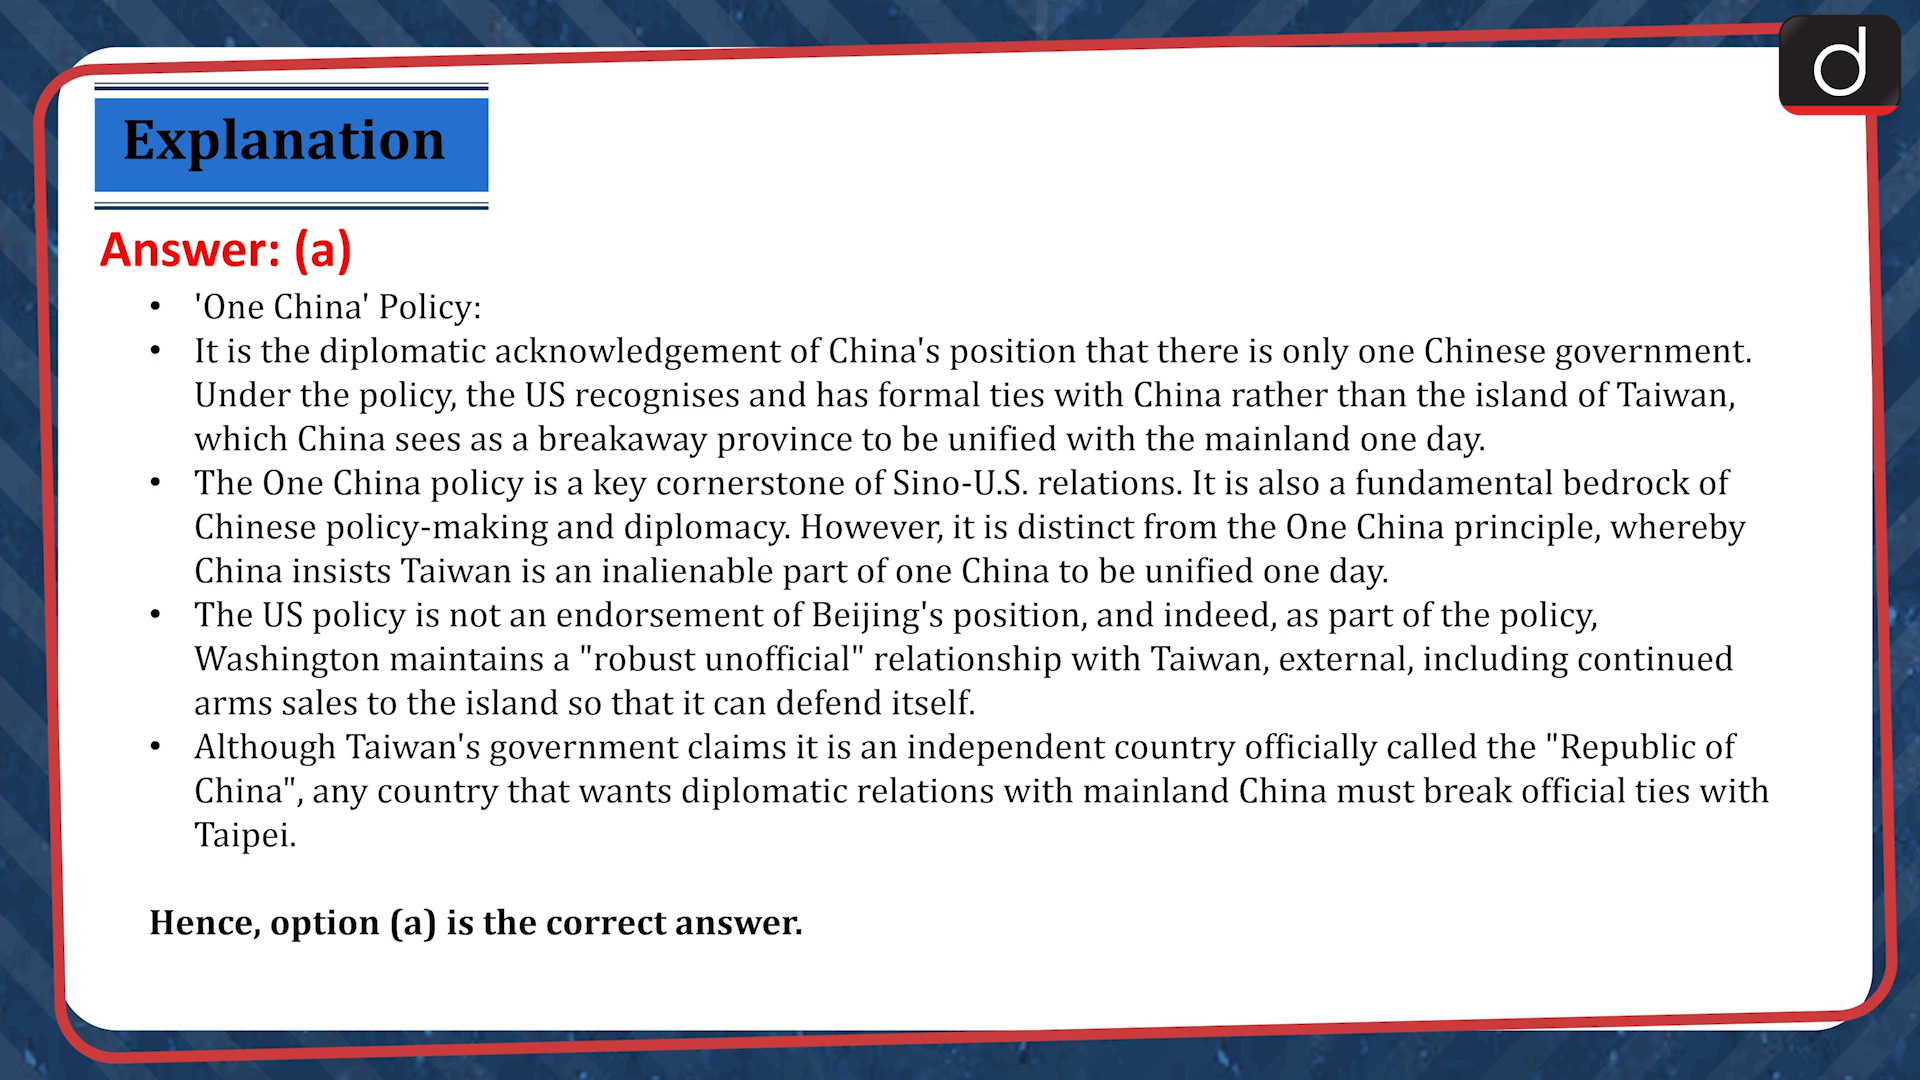 d
Explanation
Answer: (a)
• 'One China' Policy:
• It is the diplomatic acknowledgement of China's position that there is only one Chinese government.
Under the policy, the US recognises and has formal ties with China rather than the island of Taiwan,
which China sees as a breakaway province to be unified with the mainland one day.
• The One China policy is a key cornerstone of Sino-U.S. relations. It is also a fundamental bedrock of
Chinese policy-making and diplomacy. However, it is distinct from the One China principle, whereby
China insists Taiwan is an inalienable part of one China to be unified one day.
• The US policy is not an endorsement of Beijing's position, and indeed, as part of the policy,
Washington maintains a "robust unofficial" relationship with Taiwan, external, including continued
arms sales to the island so that it can defend itself.
• Although Taiwan's government claims it is an independent country officially called the "Republic of
China", any country that wants diplomatic relations with mainland China must break official ties with
Taipei.
Hence, option (a) is the correct answer.